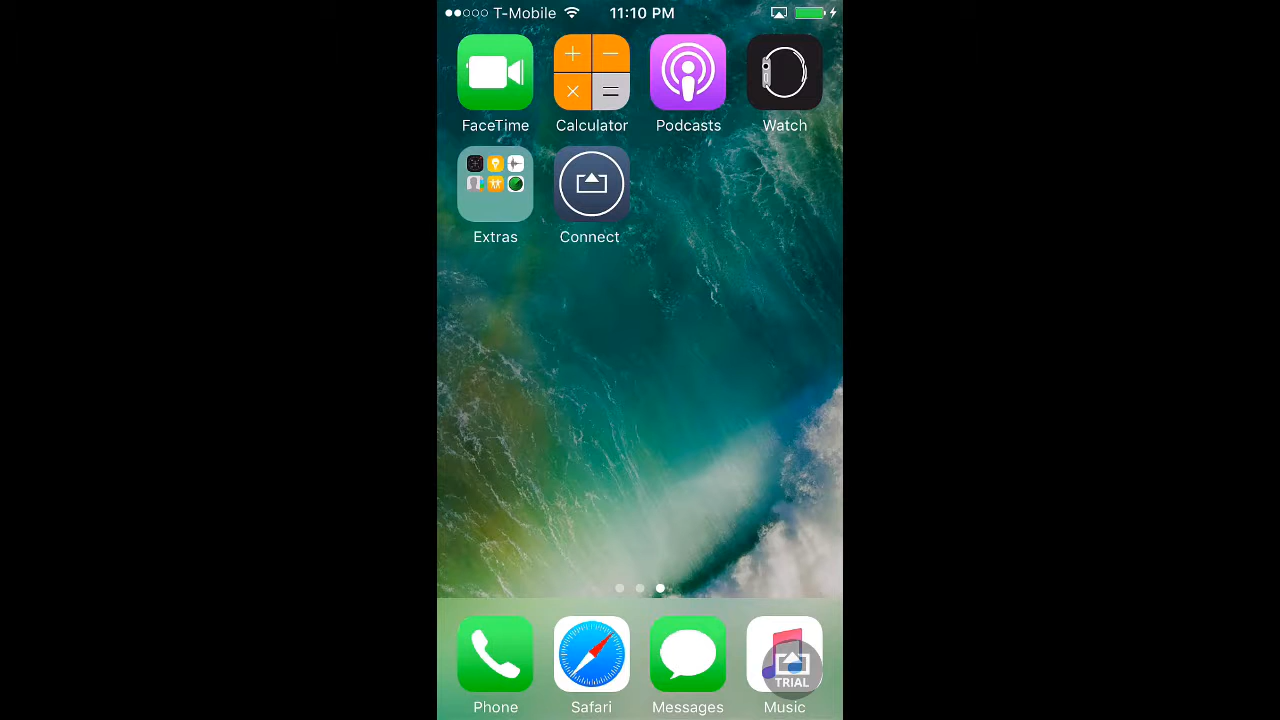 T-Mobile 11:10 PM
FaceTime Calculator Podcasts Watch
Extras Connect
TRIAL
Phone Safari Messages Music